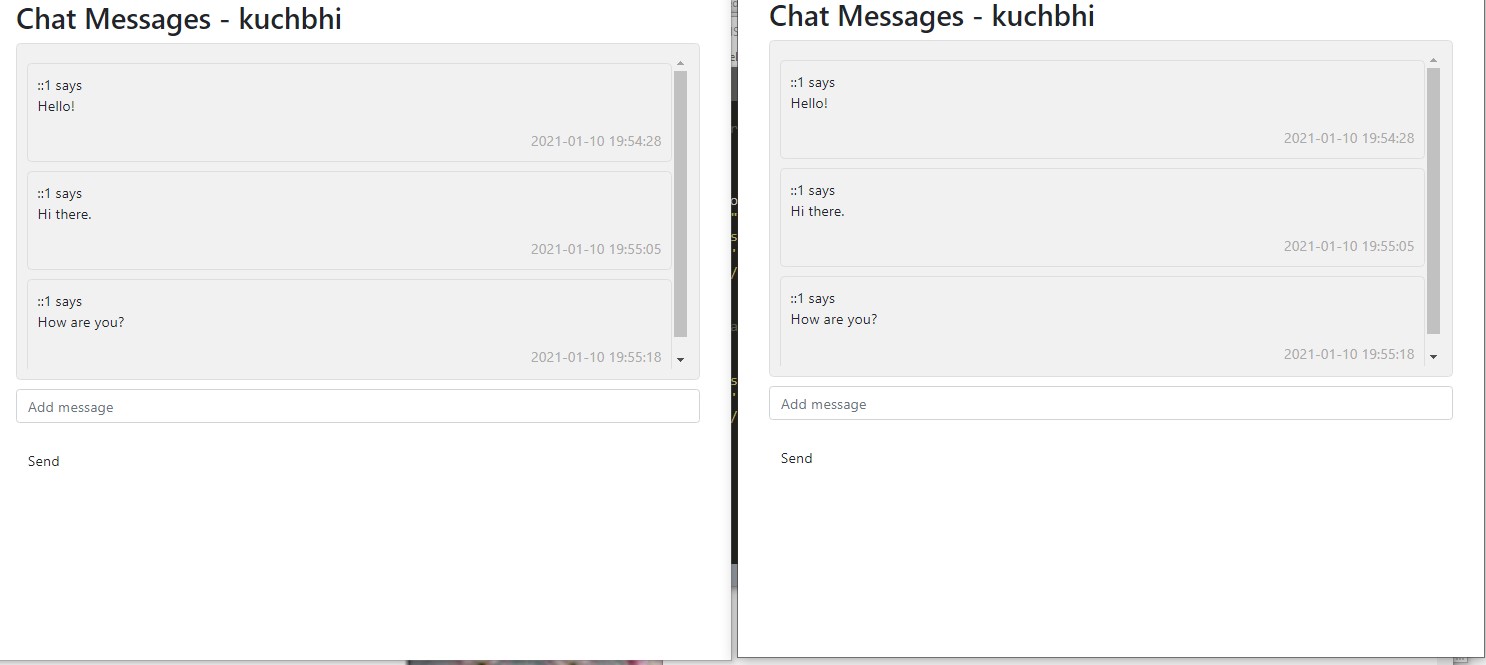 Chat Messages - kuchbhi
::1 says
Hello!
2021-01-10 19:54:28
::1 says
Hi there.
2021-01-10 19:55:05
::1 says
How are you?
2021-01-10 19:55:18
Add message
Send
Chat Messages - kuchbhi
::1 says
Hello!
2021-01-10 19:54:28
::1 says
Hi there.
2021-01-10 19:55:05
::1 says
How are you?
2021-01-10 19:55:18
Add message
Send